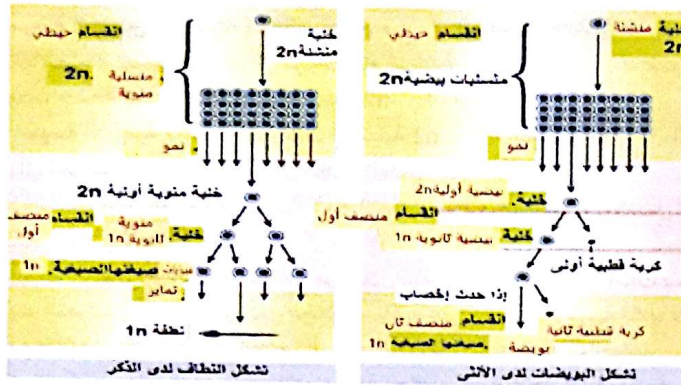 انقسام خيطي
خلية
منشئة 2n
منسلية 2n.
منوية
نمو
خلية منوية أولية 2n
انقسام منصف
أول
خلية. منوية
ثانوية 1n
صيغتها الصبغية. 1n
تمايز
نطفة 1n
تشكل النطاف لدى الذكر
انقسام خيطي
منشئة
2n
منسليات بيضية 2n
نمو
خلية. بيضية أولية 2n
انقسام منصف أول
خلية بيضية ثانوية 1n
كرية قطبية أولى
إذا حدث إخصاب
انقسام منصف ثان
كرية قطبية ثانية
بويضة صيغتها الصبغية 1n
تشكل البويضات لدى الأنثى